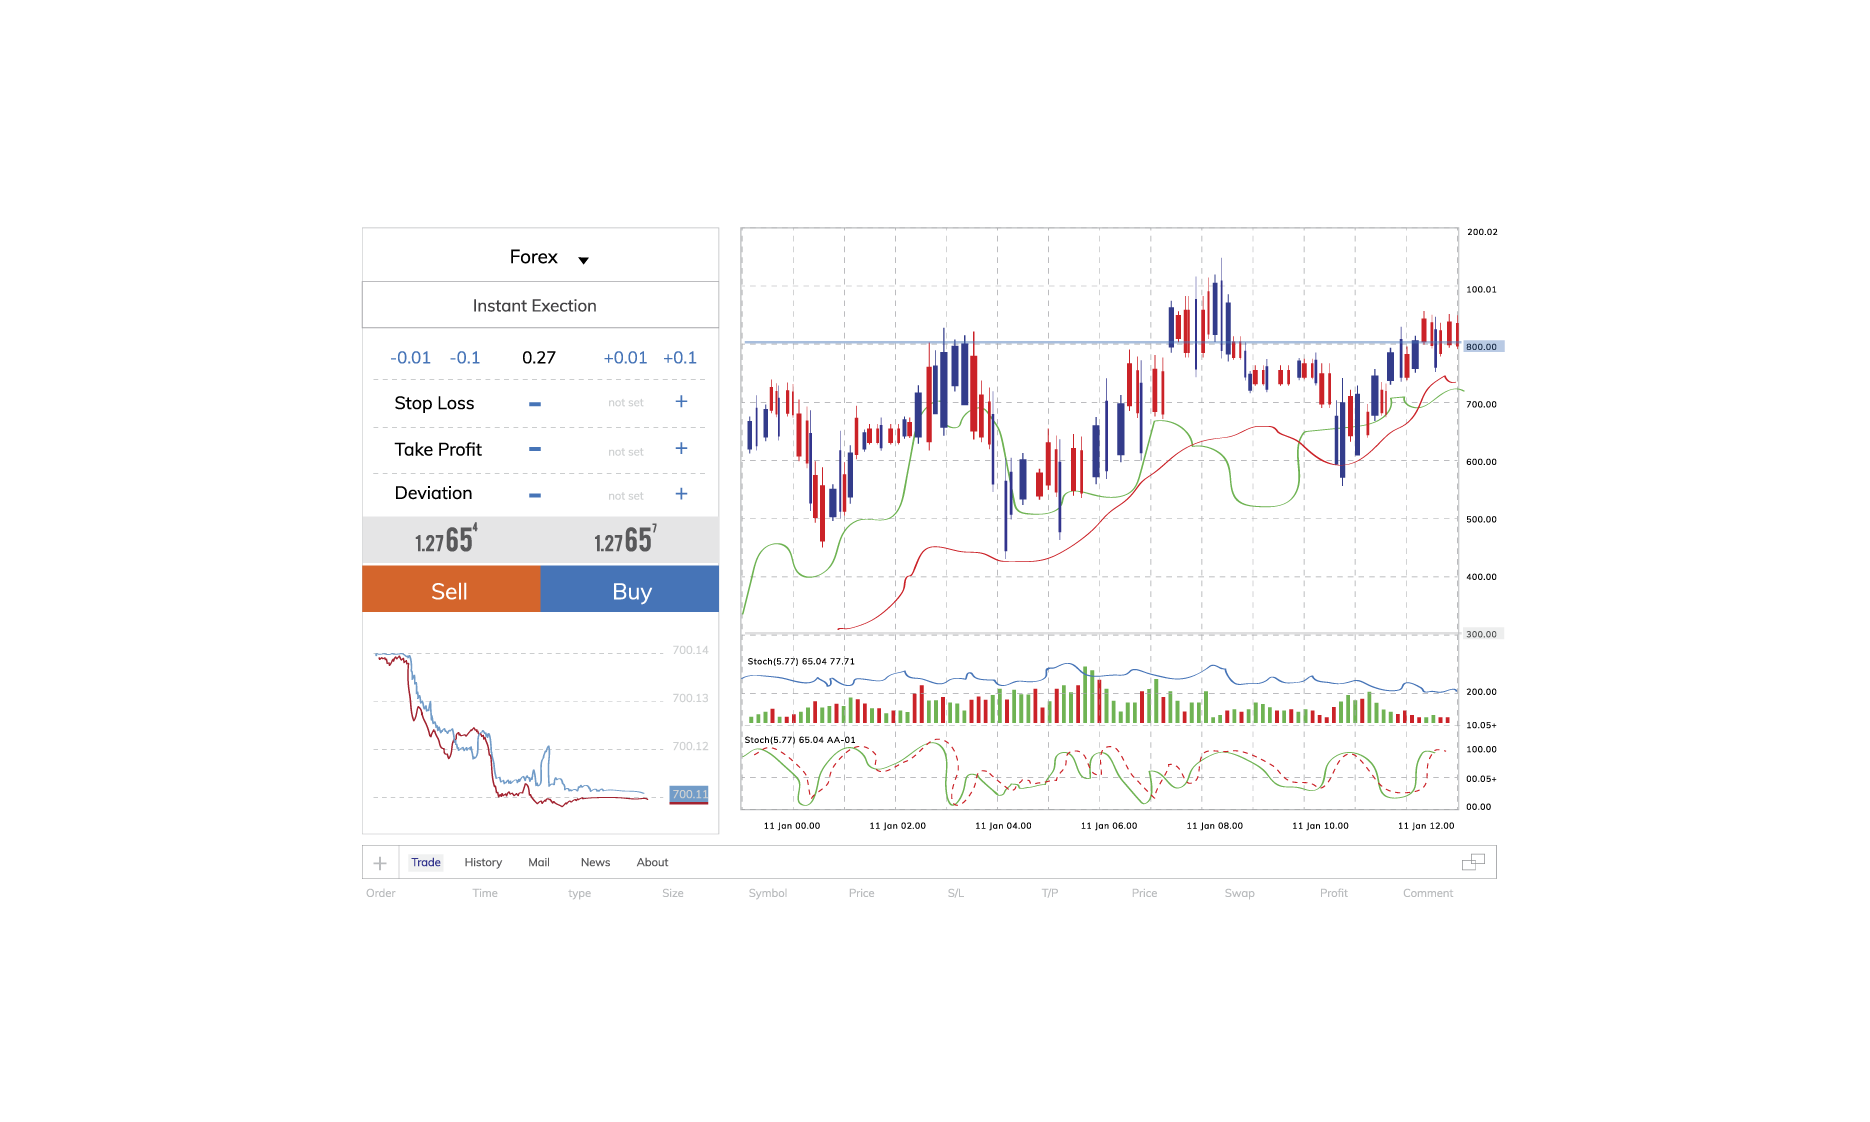 Forex
Instant Exection
-0.01 -0.1 0.27 +0.01 +0.1
Stop Loss - not set +
Take Profit - not set +
Deviation - not set +
1.27654 1.27657
Sell Buy
700.14
700.13
700.12
700.11
200.02
100.01
800.00
700.00
600.00
500.00
400.00
300.00
Stoch(5.77) 65.04 77.71
200.00
10.05+
Stoch(5.77) 65.04 AA-01
100.00
00.05+
00.00
11 Jan 00.00 11 Jan 02.00 11 Jan 04.00 11 Jan 06.00 11 Jan 08.00 11 Jan 10.00 11 Jan 12.00
+ Trade History Mail News About
Order Time type Size Symbol Price S/L T/P Price Swap Profit Comment